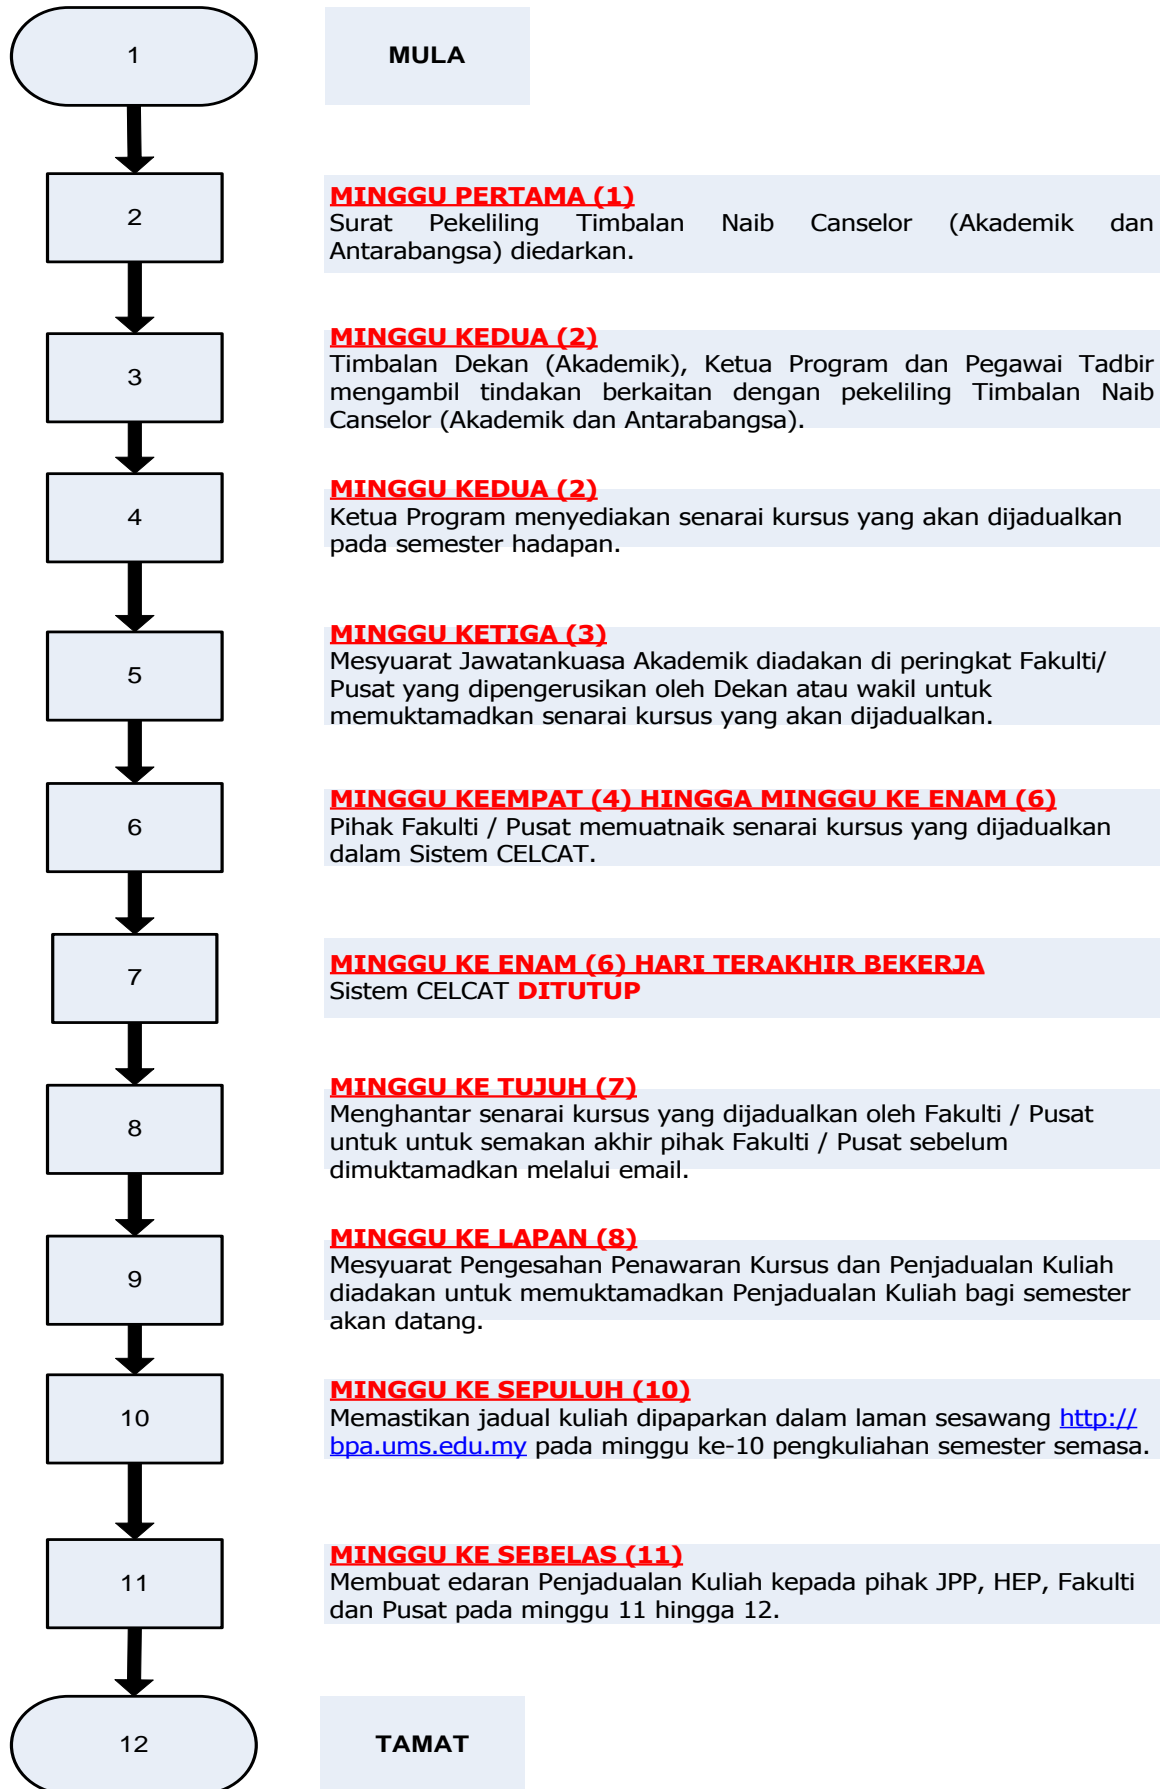 1
MULA
2
MINGGU PERTAMA (1)
Surat Pekeliling Timbalan Naib Canselor (Akademik dan
Antarabangsa) diedarkan.
3
MINGGU KEDUA (2)
Timbalan Dekan (Akademik), Ketua Program dan Pegawai Tadbir
mengambil tindakan berkaitan dengan pekeliling Timbalan Naib
Canselor (Akademik dan Antarabangsa).
4
MINGGU KEDUA (2)
Ketua Program menyediakan senarai kursus yang akan dijadualkan
pada semester hadapan.
5
MINGGU KETIGA (3)
Mesyuarat Jawatankuasa Akademik diadakan di peringkat Fakulti/
Pusat yang dipengerusikan oleh Dekan atau wakil untuk
memuktamadkan senarai kursus yang akan dijadualkan.
6
MINGGU KEEMPAT (4) HINGGA MINGGU KE ENAM (6)
Pihak Fakulti / Pusat memuatnaik senarai kursus yang dijadualkan
dalam Sistem CELCAT.
7
MINGGU KE ENAM (6) HARI TERAKHIR BEKERJA
Sistem CELCAT DITUTUP
8
MINGGU KE TUJUH (7)
Menghantar senarai kursus yang dijadualkan oleh Fakulti / Pusat
untuk untuk semakan akhir pihak Fakulti / Pusat sebelum
dimuktamadkan melalui email.
9
MINGGU KE LAPAN (8)
Mesyuarat Pengesahan Penawaran Kursus dan Penjadualan Kuliah
diadakan untuk memuktamadkan Penjadualan Kuliah bagi semester
akan datang.
10
MINGGU KE SEPULUH (10)
Memastikan jadual kuliah dipaparkan dalam laman sesawang http://
bpa.ums.edu.my pada minggu ke-10 pengkuliahan semester semasa.
11
MINGGU KE SEBELAS (11)
Membuat edaran Penjadualan Kuliah kepada pihak JPP, HEP, Fakulti
dan Pusat pada minggu 11 hingga 12.
12
TAMAT